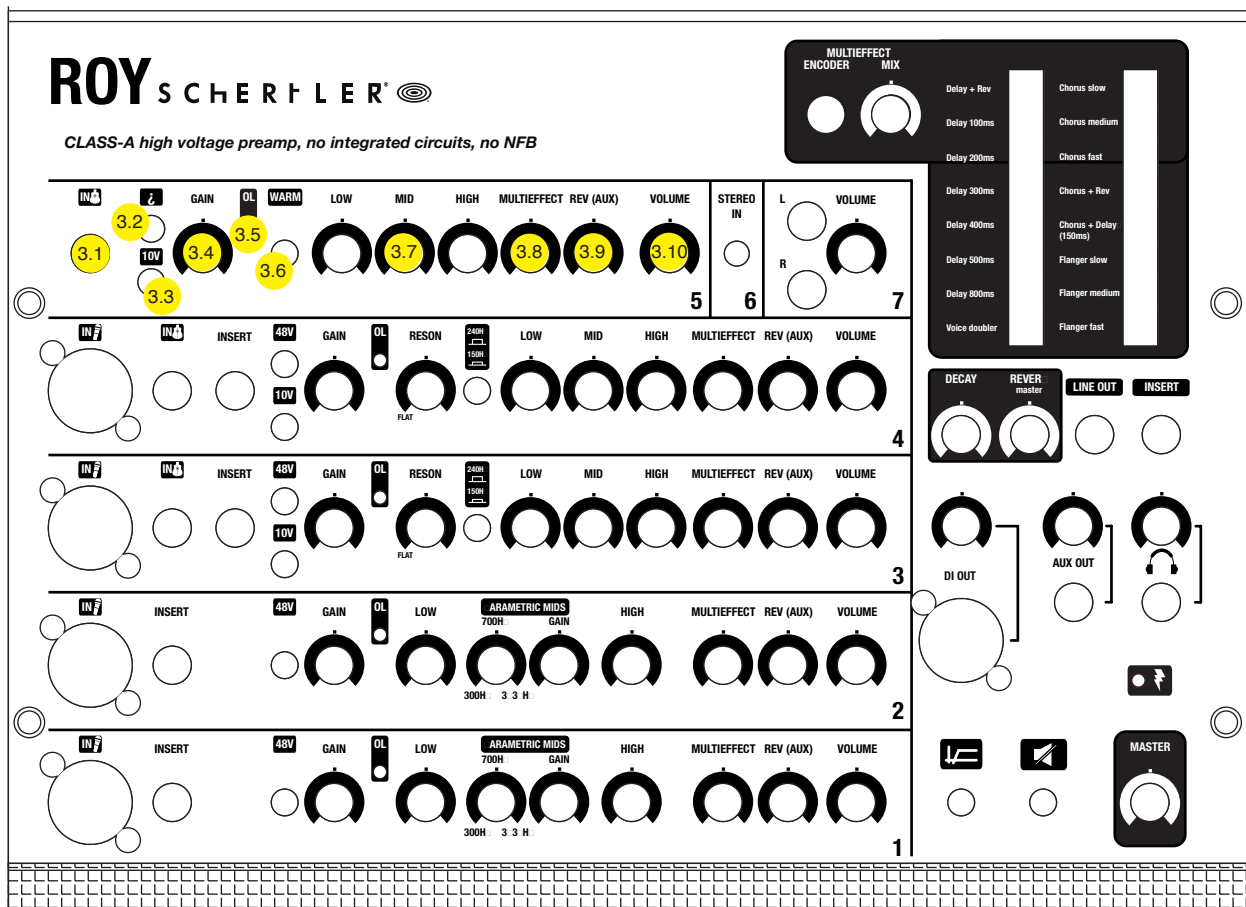 ROY SCHERTLER®
CLASS-A high voltage preamp, no integrated circuits, no NFB
MULTIEFFECT
ENCODER MIX
Delay + Rev Chorus slow
Delay 100ms Chorus medium
Delay 200ms Chorus fast
Delay 300ms Chorus + Rev
Delay 400ms Chorus + Delay
(150ms)
Delay 500ms Flanger slow
Delay 800ms Flanger medium
Voice doubler Flanger fast
IN ¿ GAIN OL WARM LOW MID HIGH MULTIEFFECT REV (AUX) VOLUME
3.1 3.2 3.4 3.5 3.6 3.7 3.8 3.9 3.10
10V
3.3
5
STEREO
IN
6
L VOLUME
R
7
IN IN INSERT 48V GAIN OL RESON 240H LOW MID HIGH MULTIEFFECT REV (AUX) VOLUME
150H
10V
FLAT
4
IN IN INSERT 48V GAIN OL RESON 240H LOW MID HIGH MULTIEFFECT REV (AUX) VOLUME
150H
10V
FLAT
3
IN INSERT 48V GAIN OL LOW ARAMETRIC MIDS HIGH MULTIEFFECT REV (AUX) VOLUME
700H GAIN
300H 3 3 H
2
IN INSERT 48V GAIN OL LOW ARAMETRIC MIDS HIGH MULTIEFFECT REV (AUX) VOLUME
700H GAIN
300H 3 3 H
1
DECAY REVER
master
LINE OUT INSERT
DI OUT AUX OUT
MASTER